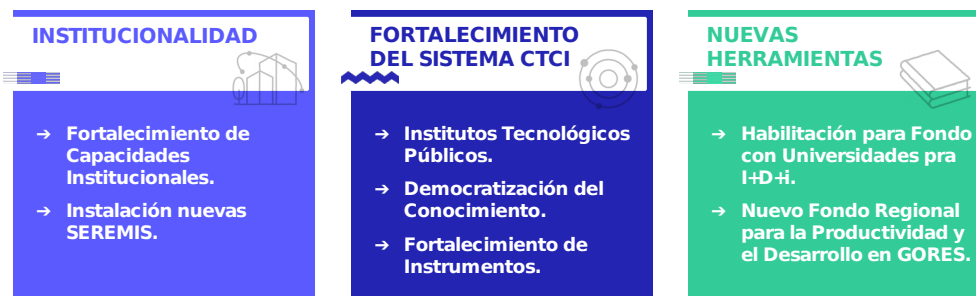 INSTITUCIONALIDAD
➔ Fortalecimiento de
Capacidades
Institucionales.
➔ Instalación nuevas
SEREMIS.
FORTALECIMIENTO
DEL SISTEMA CTCI
➔ Institutos Tecnológicos
Públicos.
➔ Democratización del
Conocimiento.
➔ Fortalecimiento de
Instrumentos.
NUEVAS
HERRAMIENTAS
➔ Habilitación para Fondo
con Universidades pra
I+D+i.
➔ Nuevo Fondo Regional
para la Productividad y
el Desarrollo en GORES.